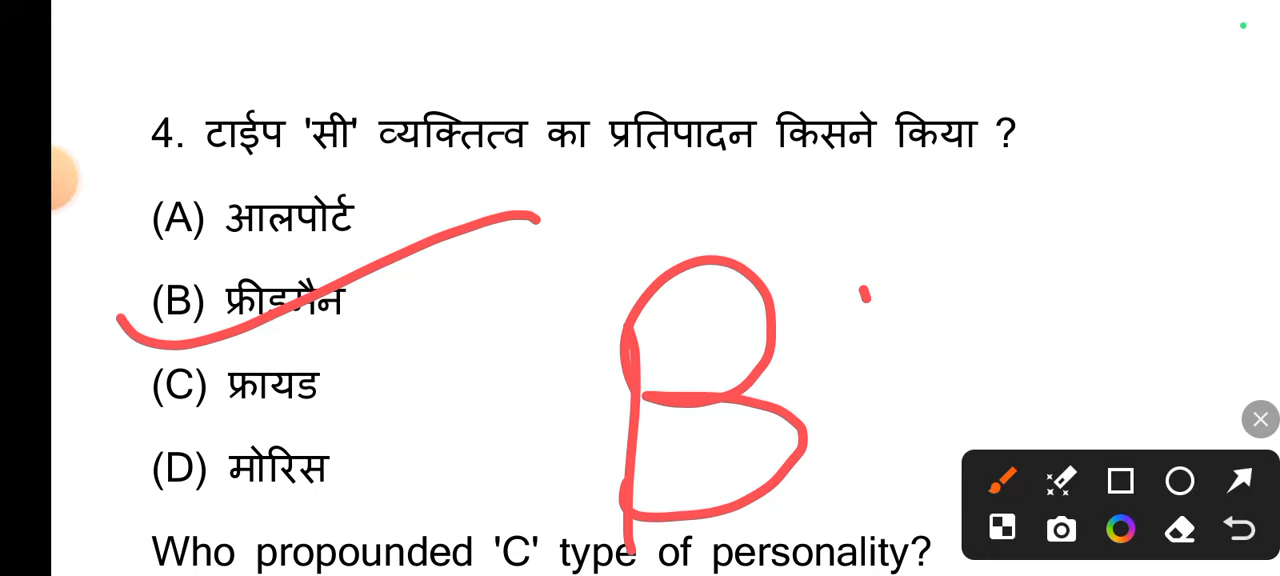 4. टाईप 'सी' व्यक्तित्व का प्रतिपादन किसने किया ?
(A) आलपोर्ट
(B) फ्रीडमैन
B
(C) फ्रायड
(D) मोरिस
Who propounded 'C' type of personality?